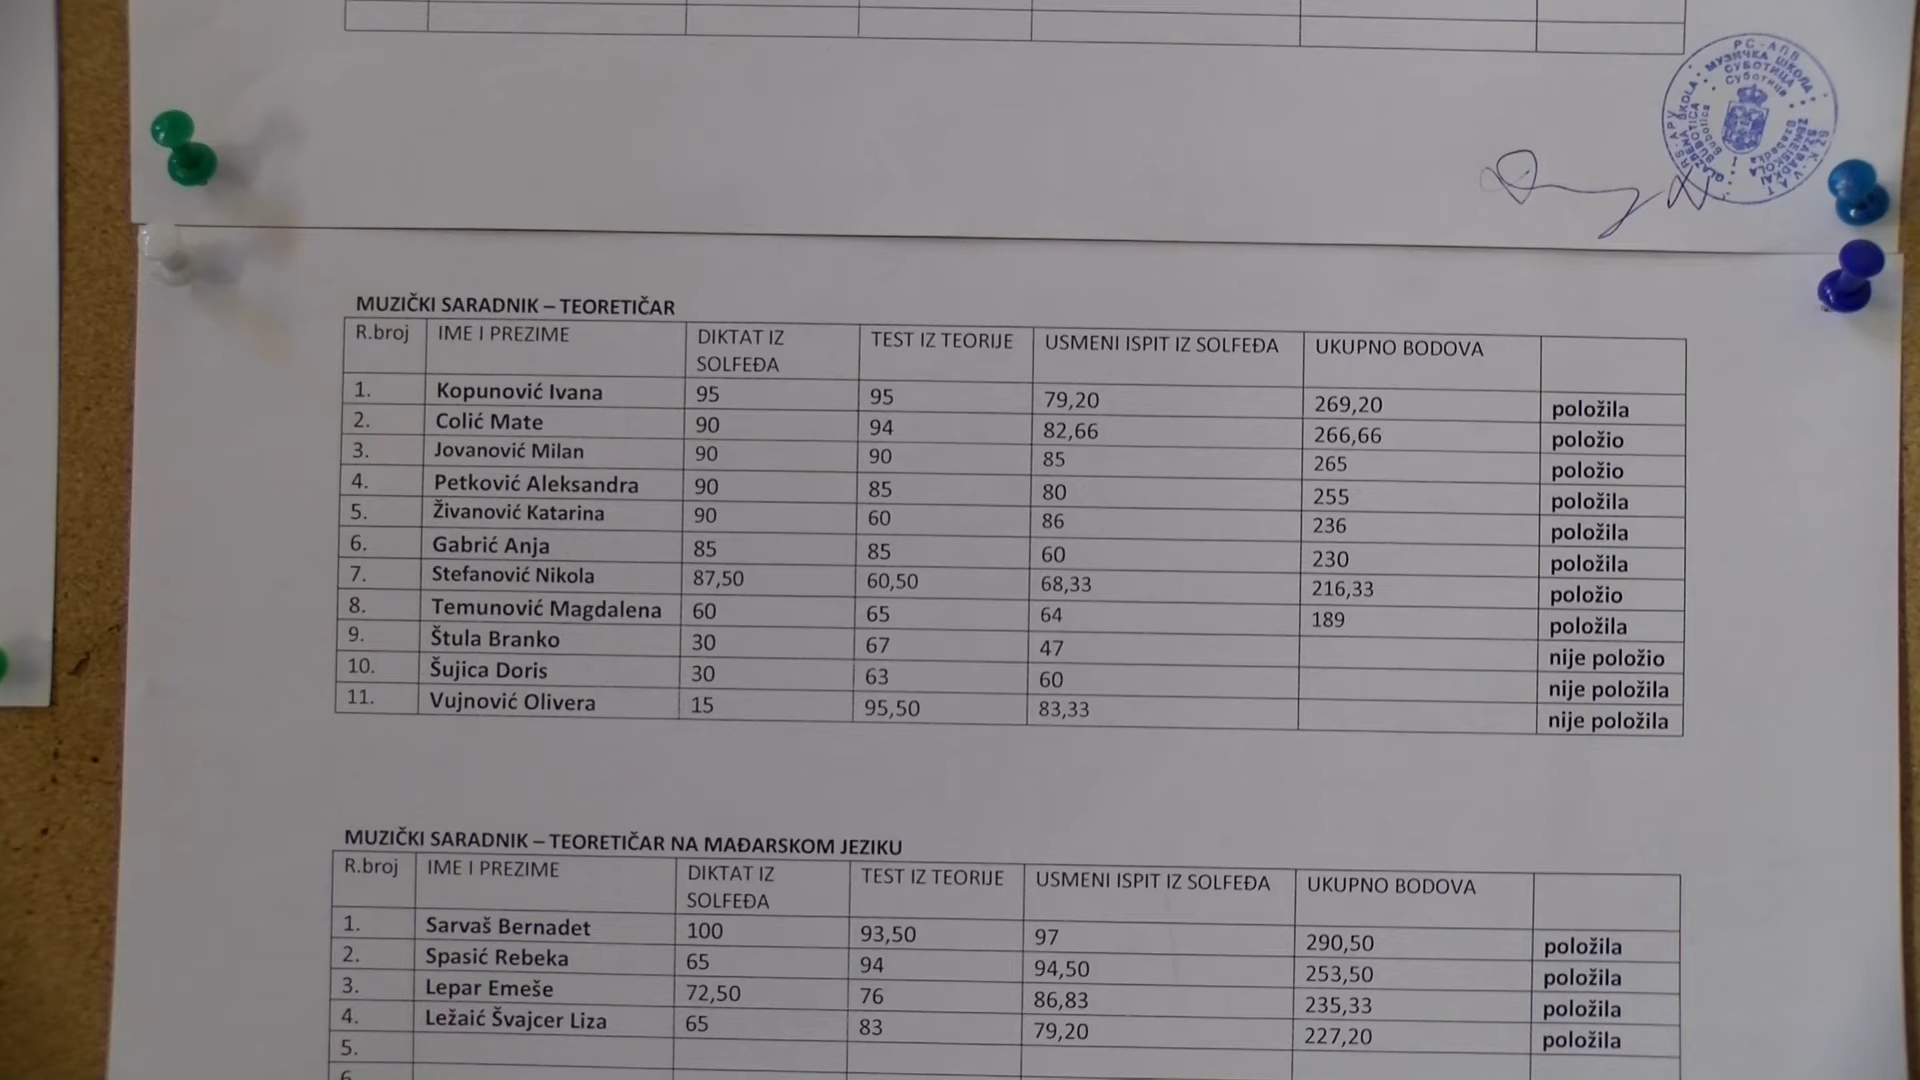 РС-АПВ
МУЗИЧКА ШКОЛА
СУБОТИЦА
Суботица
MUZIČKI SARADNIK – TEORETIČAR
R.broj IME I PREZIME DIKTAT IZ SOLFEĐA TEST IZ TEORIJE USMENI ISPIT IZ SOLFEĐA UKUPNO BODOVA
1. Kopunović Ivana 95 95 79,20 269,20 položila
2. Colić Mate 90 94 82,66 266,66 položio
3. Jovanović Milan 90 90 85 265 položio
4. Petković Aleksandra 90 85 80 255 položila
5. Živanović Katarina 90 60 86 236 položila
6. Gabrić Anja 85 85 60 230 položila
7. Stefanović Nikola 87,50 60,50 68,33 216,33 položio
8. Temunović Magdalena 60 65 64 189 položila
9. Štula Branko 30 67 47 nije položio
10. Šujica Doris 30 63 60 nije položila
11. Vujnović Olivera 15 95,50 83,33 nije položila
MUZIČKI SARADNIK – TEORETIČAR NA MAĐARSKOM JEZIKU
R.broj IME I PREZIME DIKTAT IZ SOLFEĐA TEST IZ TEORIJE USMENI ISPIT IZ SOLFEĐA UKUPNO BODOVA
1. Sarvaš Bernadet 100 93,50 97 290,50 položila
2. Spasić Rebeka 65 94 94,50 253,50 položila
3. Lepar Emeše 72,50 76 86,83 235,33 položila
4. Ležaić Švajcer Liza 65 83 79,20 227,20 položila
5.
6.